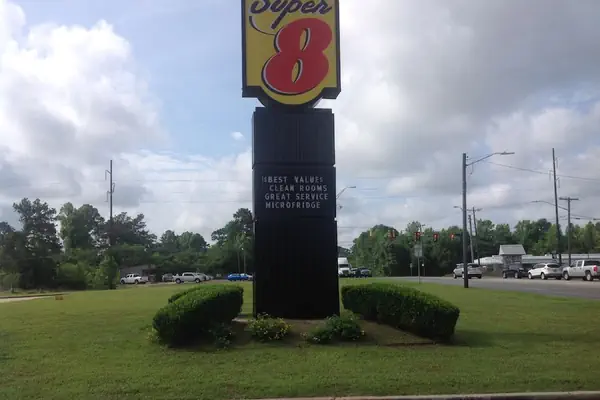 Super
8
BEST VALUE
CLEAN ROOMS
GREAT SERVICE
MICROFRIDGE